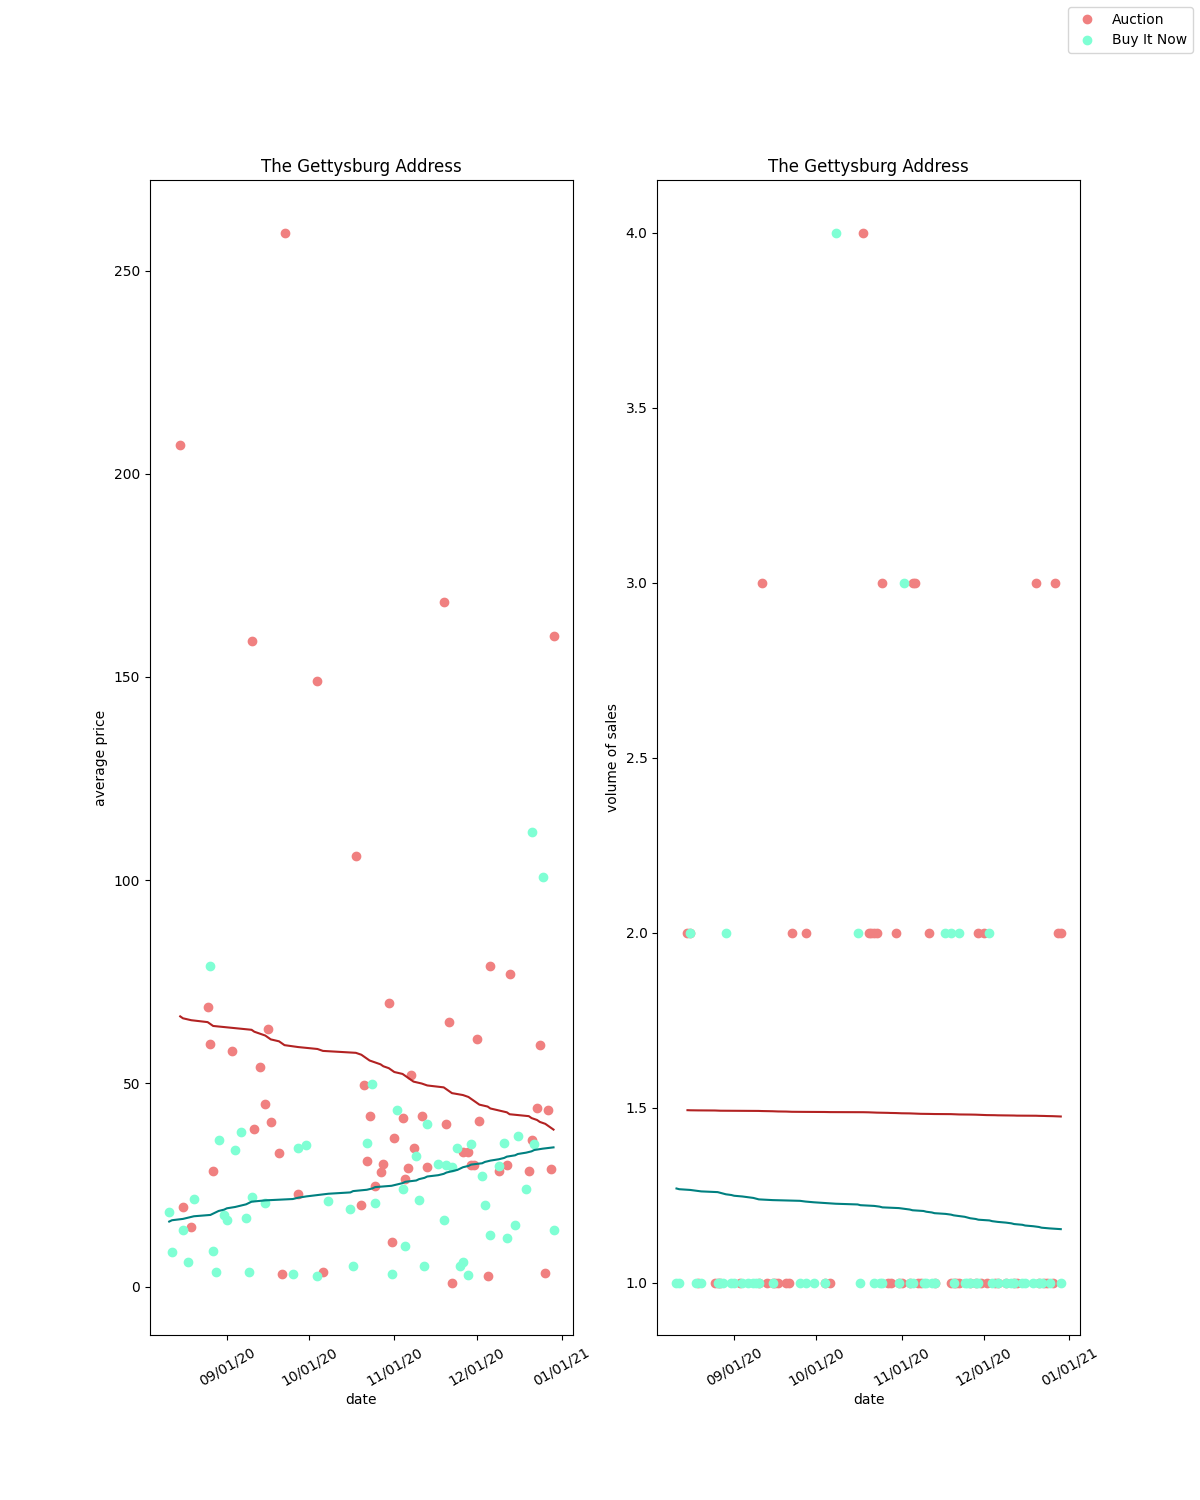 Auction
Buy It Now
The Gettysburg Address
250
200
150
100
50
0
average price
09/01/20
10/01/20
11/01/20
12/01/20
01/01/21
date
The Gettysburg Address
4.0
3.5
3.0
2.5
2.0
1.5
1.0
volume of sales
09/01/20
10/01/20
11/01/20
12/01/20
01/01/21
date